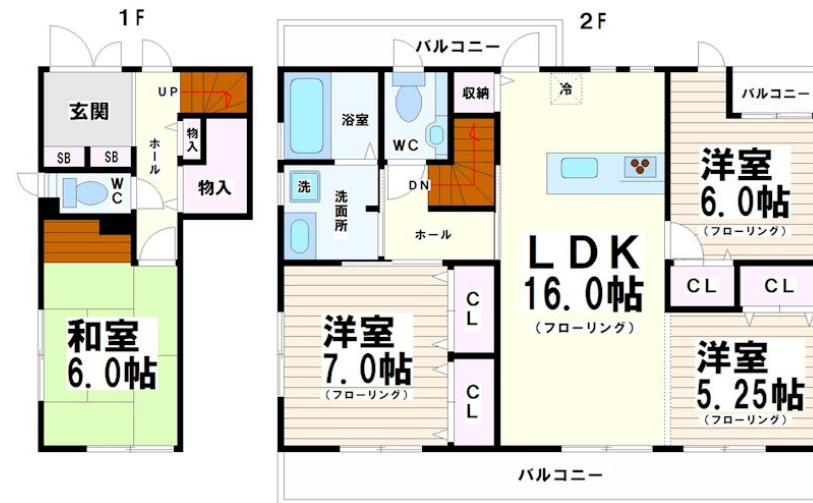 1F
2F
バルコニー
玄関
UP
ホール
物入
物入
SB
SB
WC
和室
6.0帖
浴室
WC
収納
冷
バルコニー
洗
洗面所
DN
ホール
LDK
16.0帖
(フローリング)
洋室
6.0帖
(フローリング)
CL
CL
洋室
7.0帖
(フローリング)
CL
CL
洋室
5.25帖
(フローリング)
バルコニー